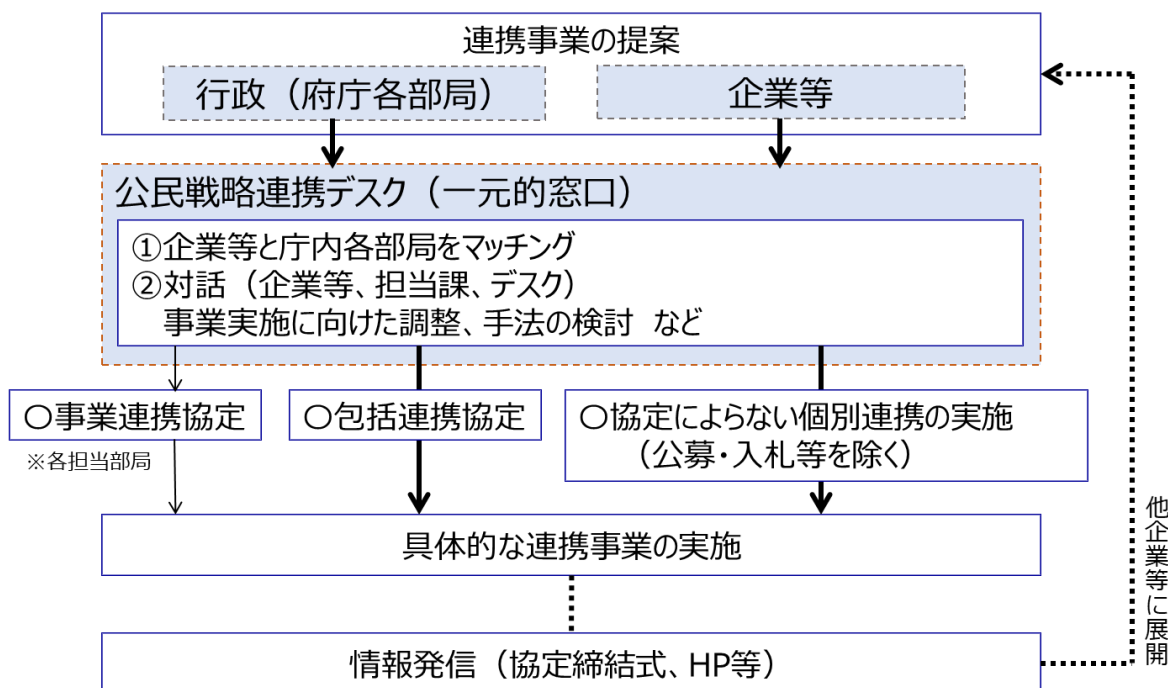 連携事業の提案
行政（府庁各部局）
企業等
公民戦略連携デスク（一元的窓口）
①企業等と庁内各部局をマッチング
②対話（企業等、担当課、デスク）
事業実施に向けた調整、手法の検討 など
〇事業連携協定
※各担当部局
〇包括連携協定
〇協定によらない個別連携の実施
（公募・入札等を除く）
具体的な連携事業の実施
情報発信（協定締結式、HP等）
他企業等に展開